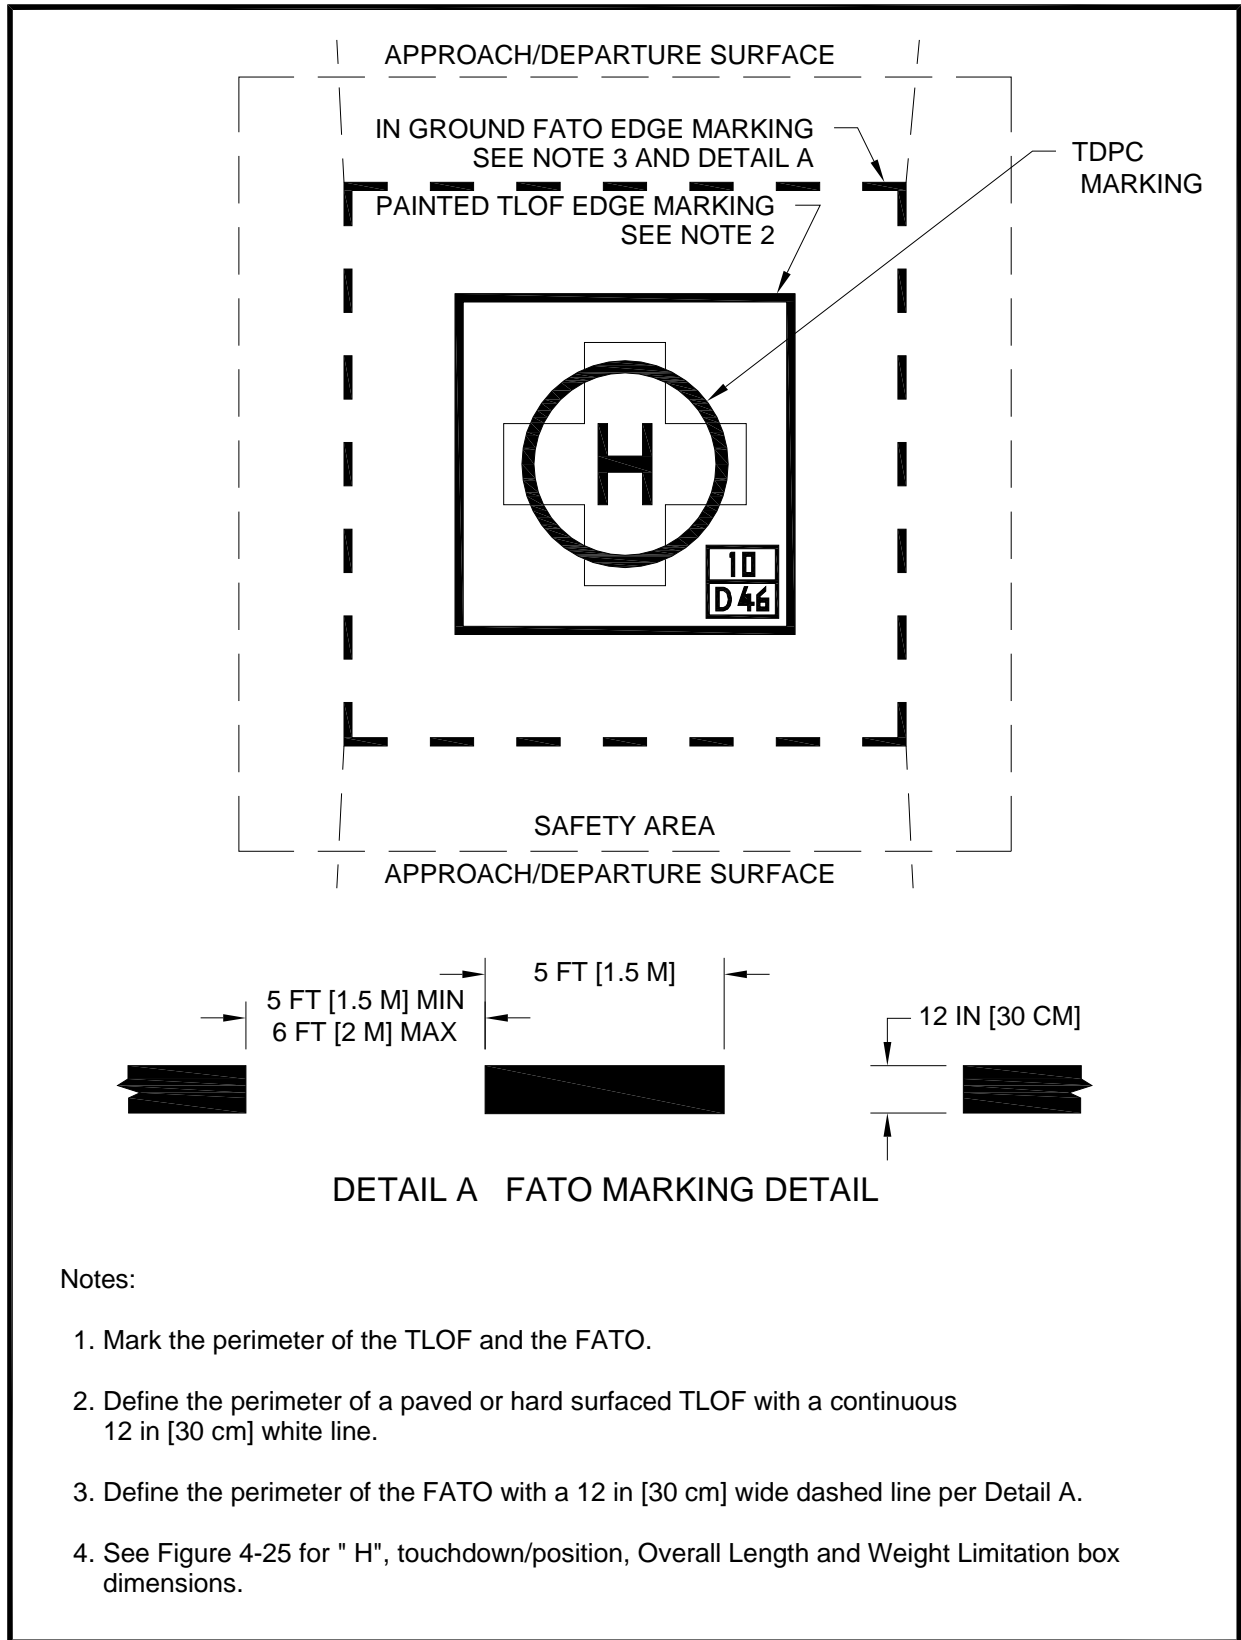 APPROACH/DEPARTURE SURFACE
IN GROUND FATO EDGE MARKING
SEE NOTE 3 AND DETAIL A
TDPC
MARKING
PAINTED TLOF EDGE MARKING
SEE NOTE 2
H
10
D 46
SAFETY AREA
APPROACH/DEPARTURE SURFACE
5 FT [1.5 M]
5 FT [1.5 M] MIN
6 FT [2 M] MAX
12 IN [30 CM]
DETAIL A FATO MARKING DETAIL
Notes:
1. Mark the perimeter of the TLOF and the FATO.
2. Define the perimeter of a paved or hard surfaced TLOF with a continuous
12 in [30 cm] white line.
3. Define the perimeter of the FATO with a 12 in [30 cm] wide dashed line per Detail A.
4. See Figure 4-25 for " H", touchdown/position, Overall Length and Weight Limitation box
dimensions.